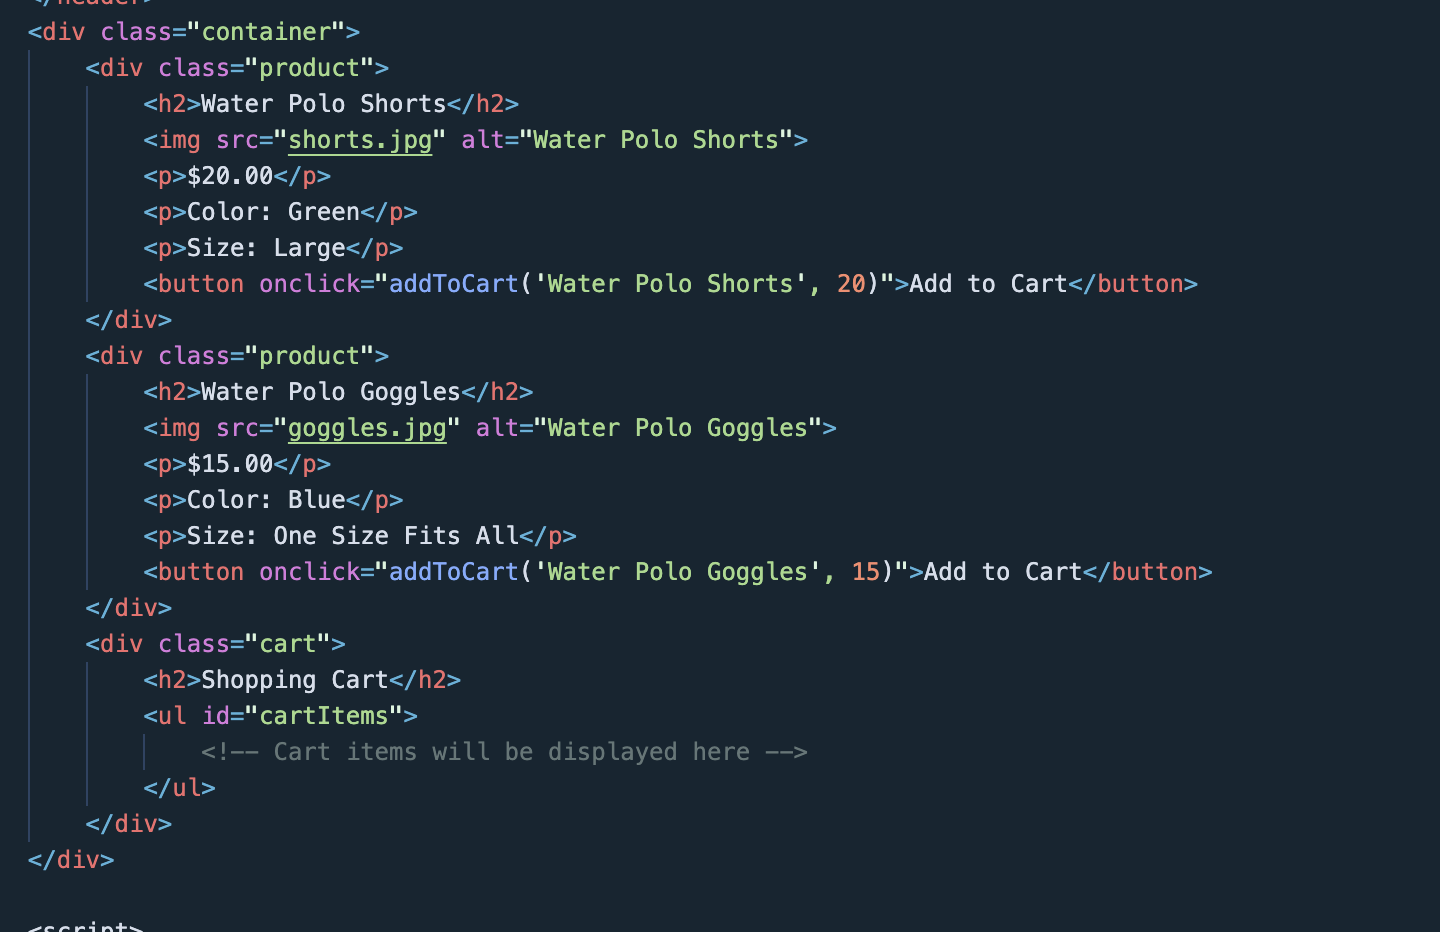 </header>
<div class="container">
<div class="product">
<h2>Water Polo Shorts</h2>
<img src="shorts.jpg" alt="Water Polo Shorts">
<p>$20.00</p>
<p>Color: Green</p>
<p>Size: Large</p>
<button onclick="addToCart('Water Polo Shorts', 20)">Add to Cart</button>
</div>
<div class="product">
<h2>Water Polo Goggles</h2>
<img src="goggles.jpg" alt="Water Polo Goggles">
<p>$15.00</p>
<p>Color: Blue</p>
<p>Size: One Size Fits All</p>
<button onclick="addToCart('Water Polo Goggles', 15)">Add to Cart</button>
</div>
<div class="cart">
<h2>Shopping Cart</h2>
<ul id="cartItems">
<!-- Cart items will be displayed here -->
</ul>
</div>
</div>
<script>